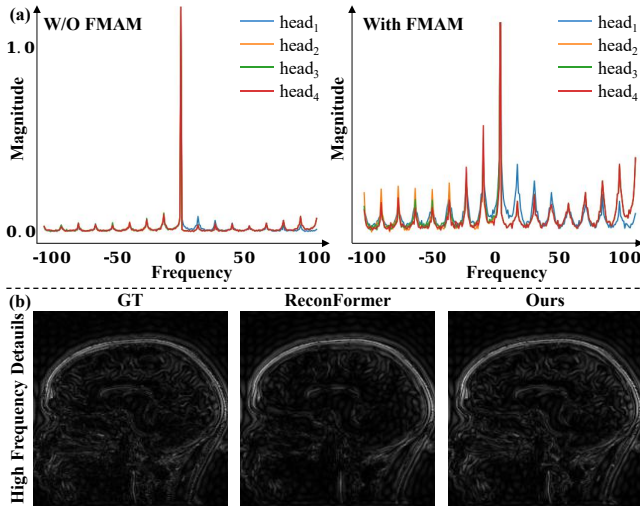 (a) W/O FMAM
head1
head2
head3
head4
1.0
0.0
Magnitude
-100 -50 0 50 100
Frequency
With FMAM
head1
head2
head3
head4
Magnitude
-100 -50 0 50 100
Frequency
(b) GT ReconFormer Ours
High Frequency Detauils